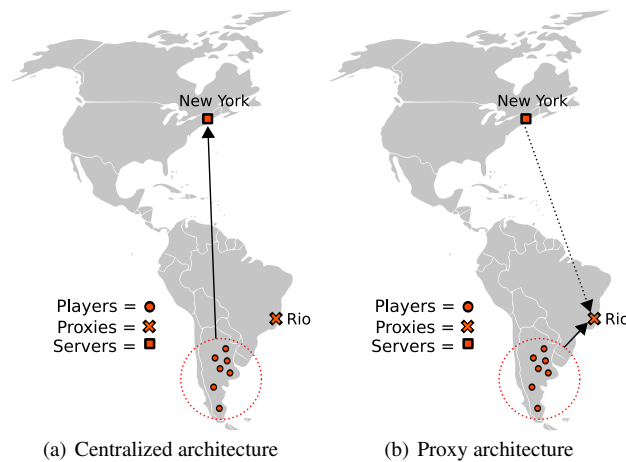 New York
Players =
Proxies =
Servers =
Rio
(a) Centralized architecture
New York
Players =
Proxies =
Servers =
Rio
(b) Proxy architecture